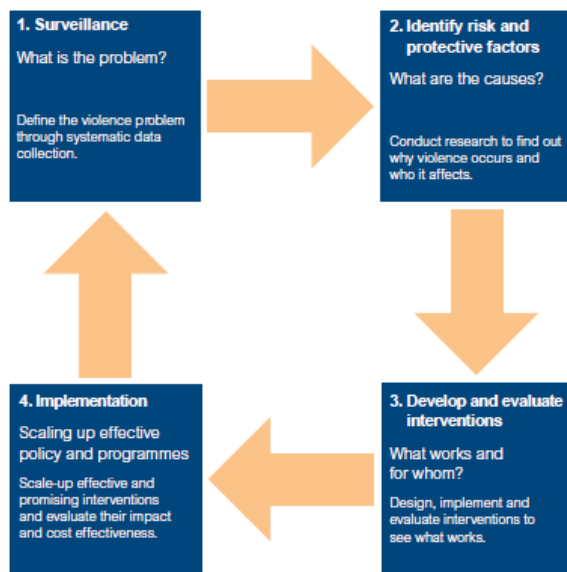 1. Surveillance
What is the problem?
Define the violence problem
through systematic data
collection.
2. Identify risk and
protective factors
What are the causes?
Conduct research to find out
why violence occurs and
who it affects.
3. Develop and evaluate
interventions
What works and
for whom?
Design, implement and
evaluate interventions to
see what works.
4. Implementation
Scaling up effective
policy and programmes
Scale-up effective and
promising interventions
and evaluate their impact
and cost effectiveness.